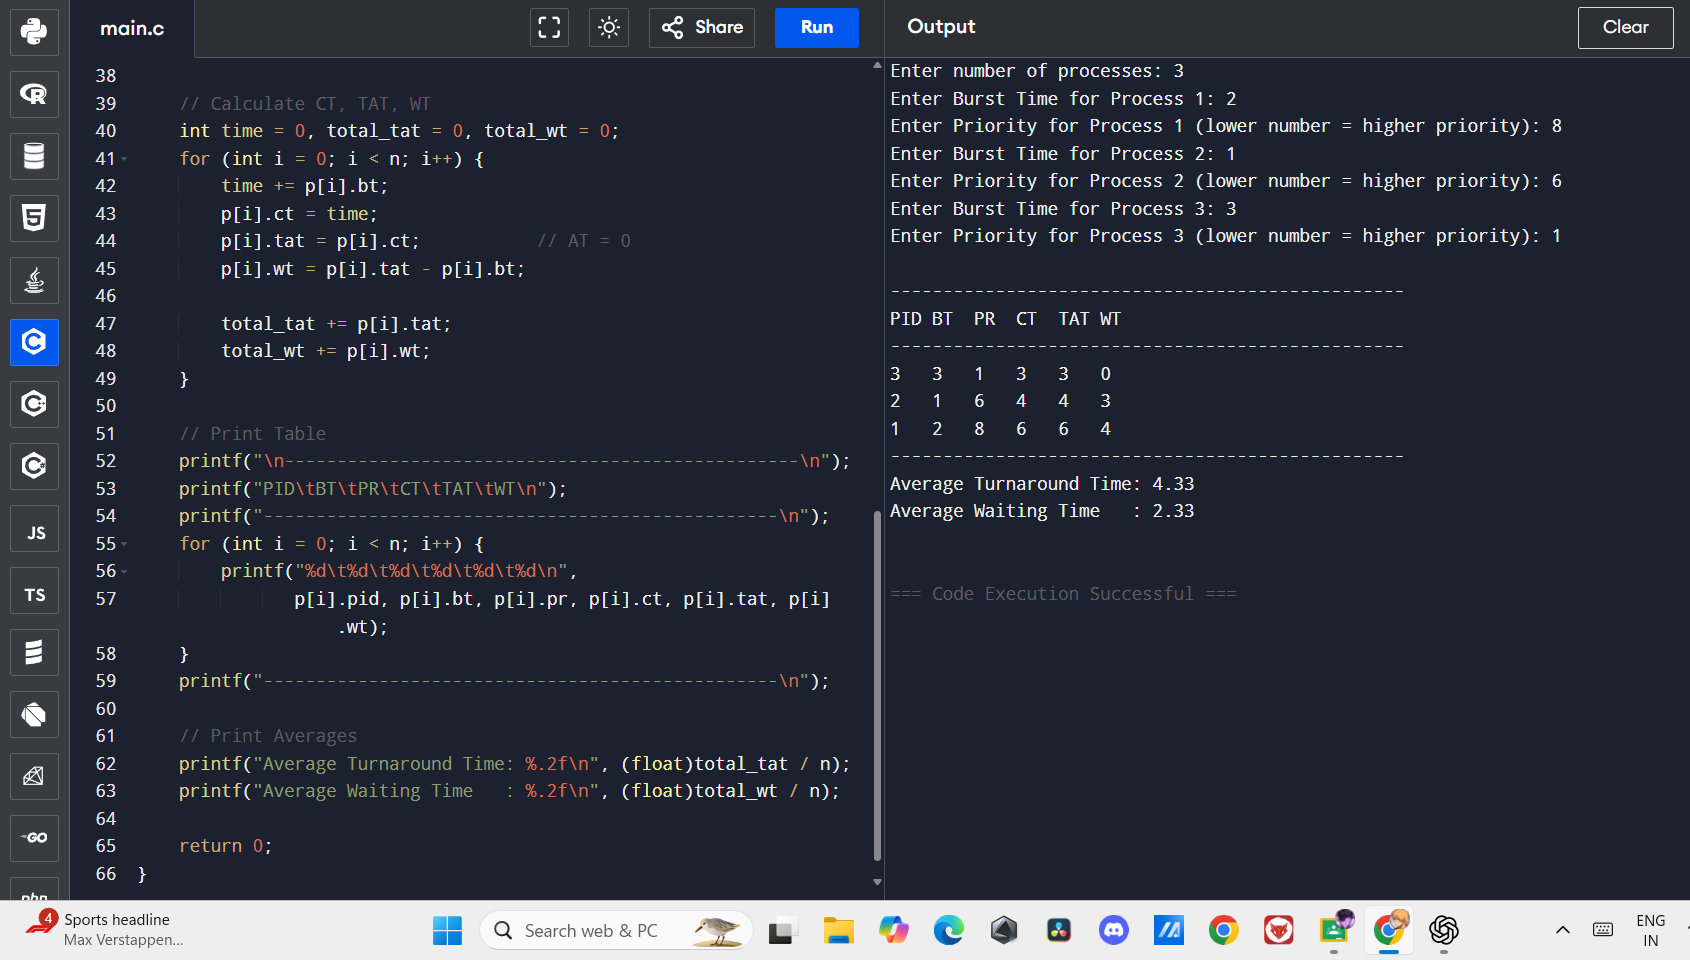 main.c
Share
Run
Output
Clear
38
39 // Calculate CT, TAT, WT
40 int time = 0, total_tat = 0, total_wt = 0;
41 for (int i = 0; i < n; i++) {
42 time += p[i].bt;
43 p[i].ct = time;
44 p[i].tat = p[i].ct; // AT = 0
45 p[i].wt = p[i].tat - p[i].bt;
46
47 total_tat += p[i].tat;
48 total_wt += p[i].wt;
49 }
50
51 // Print Table
52 printf("\n-------------------------------------------------\n");
53 printf("PID\tBT\tPR\tCT\tTAT\tWT\n");
54 printf("-------------------------------------------------\n");
55 for (int i = 0; i < n; i++) {
56 printf("%d\t%d\t%d\t%d\t%d\t%d\n",
57 p[i].pid, p[i].bt, p[i].pr, p[i].ct, p[i].tat, p[i]
.wt);
58 }
59 printf("-------------------------------------------------\n");
60
61 // Print Averages
62 printf("Average Turnaround Time: %.2f\n", (float)total_tat / n);
63 printf("Average Waiting Time   : %.2f\n", (float)total_wt / n);
64
65 return 0;
66 }
Enter number of processes: 3
Enter Burst Time for Process 1: 2
Enter Priority for Process 1 (lower number = higher priority): 8
Enter Burst Time for Process 2: 1
Enter Priority for Process 2 (lower number = higher priority): 6
Enter Burst Time for Process 3: 3
Enter Priority for Process 3 (lower number = higher priority): 1
-------------------------------------------------
PID BT PR CT TAT WT
-------------------------------------------------
3 3 1 3 3 0
2 1 6 4 4 3
1 2 8 6 6 4
-------------------------------------------------
Average Turnaround Time: 4.33
Average Waiting Time   : 2.33
=== Code Execution Successful ===
R
5
C
C
C
JS
TS
GO
php
4
Sports headline
Max Verstappen...
Search web & PC
ENG
IN